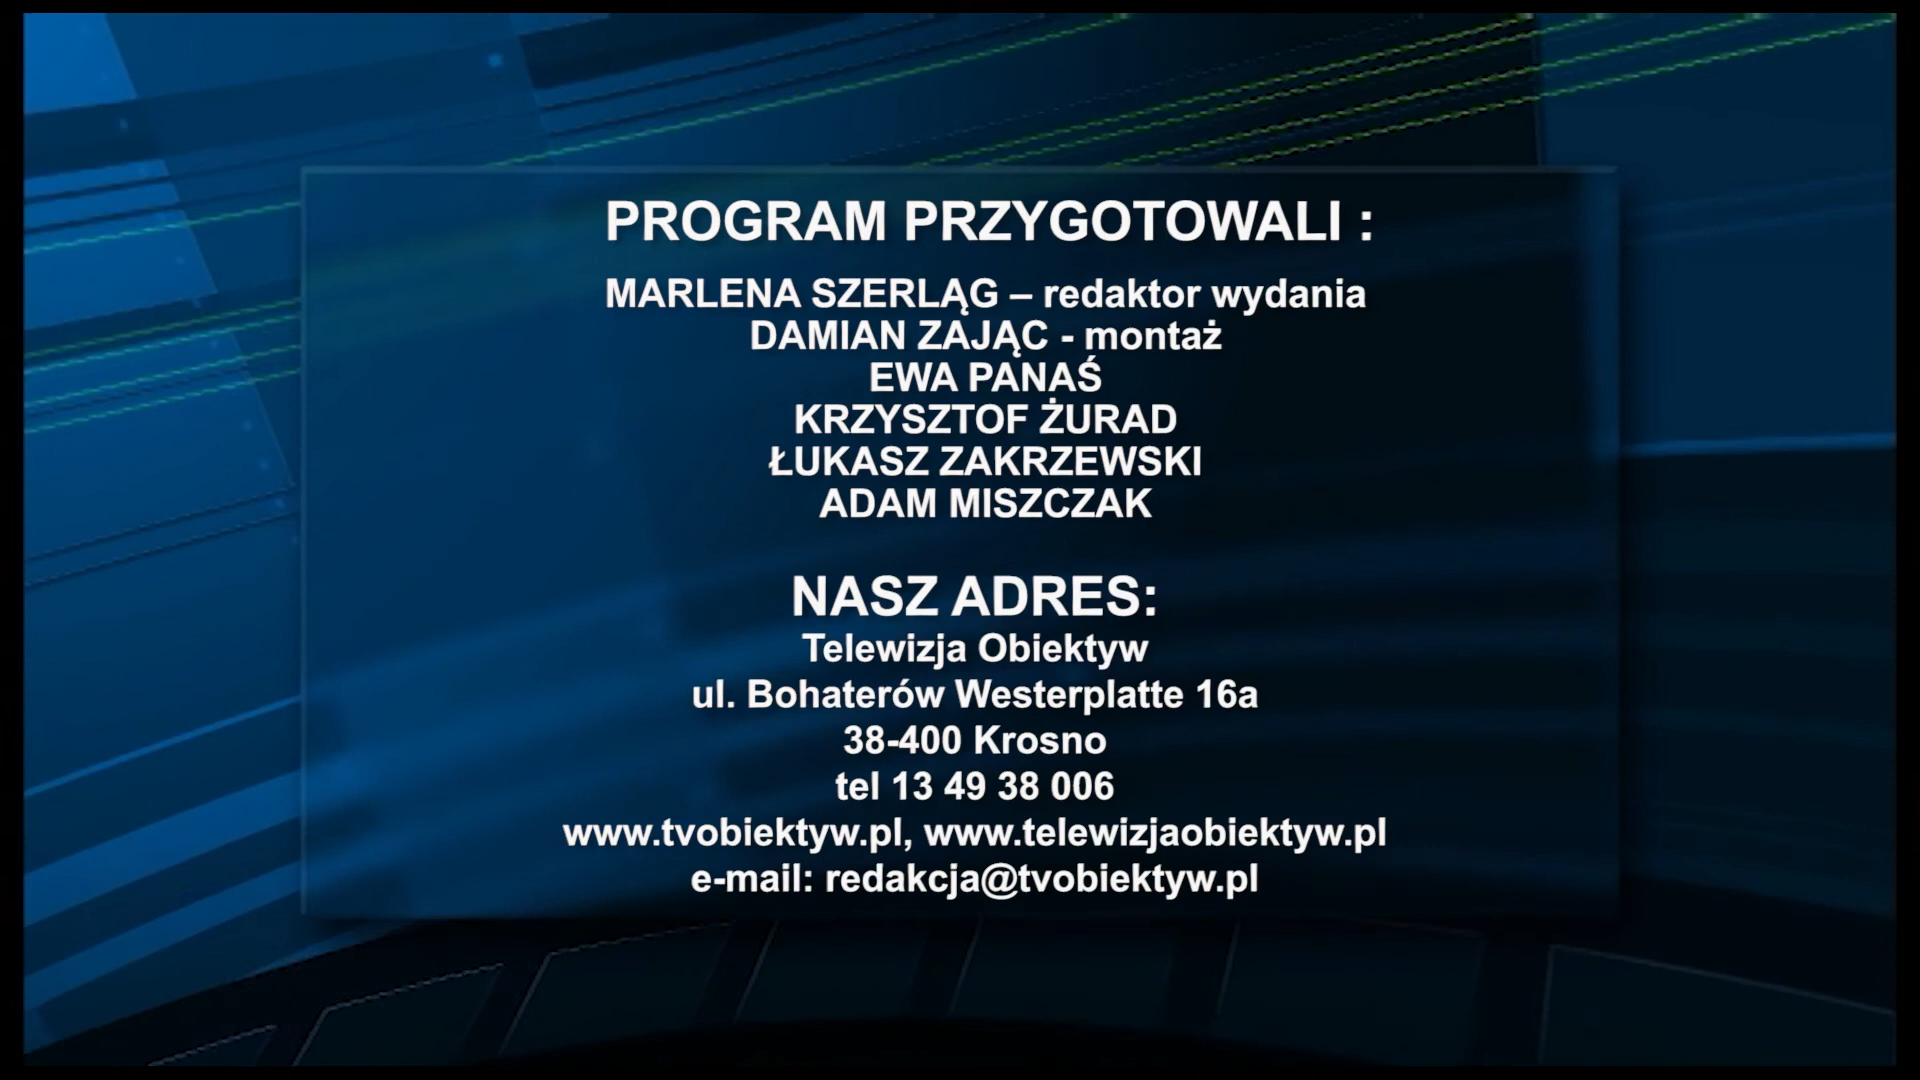 PROGRAM PRZYGOTOWALI :
MARLENA SZERLĄG – redaktor wydania
DAMIAN ZAJĄC - montaż
EWA PANAŚ
KRZYSZTOF ŻURAD
ŁUKASZ ZAKRZEWSKI
ADAM MISZCZAK
NASZ ADRES:
Telewizja Obiektyw
ul. Bohaterów Westerplatte 16a
38-400 Krosno
tel 13 49 38 006
www.tvobiektyw.pl, www.telewizjaobiektyw.pl
e-mail: redakcja@tvobiektyw.pl